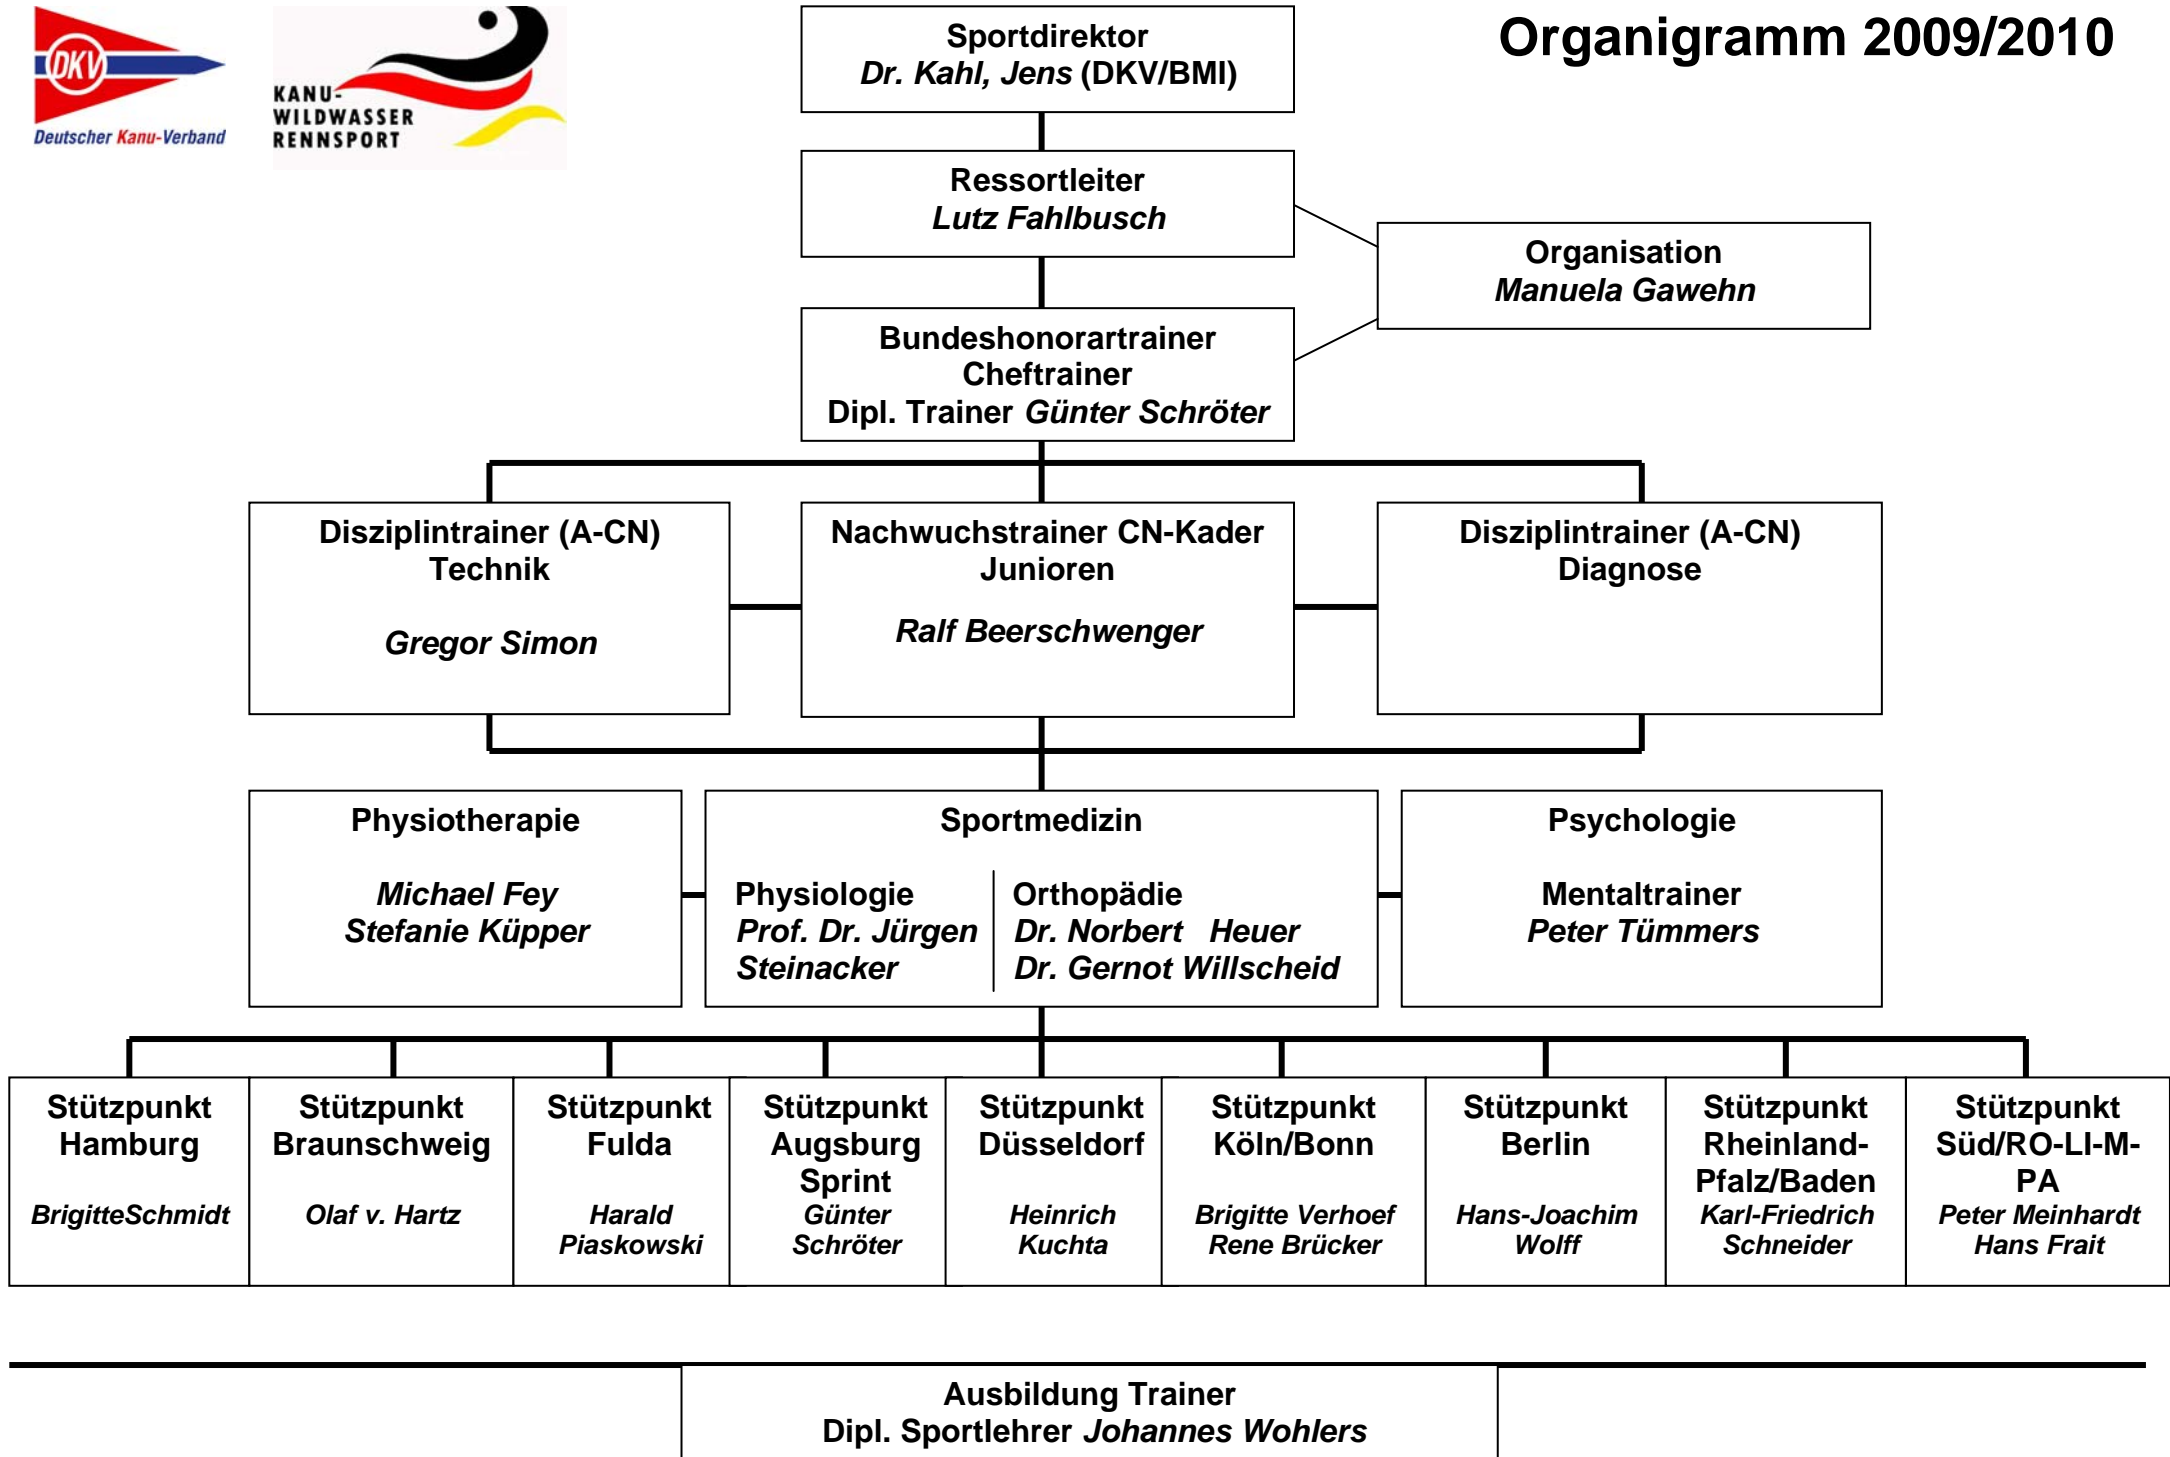 DKV
Deutscher Kanu-Verband
KANU-
WILDWASSER
RENNSPORT
Organigramm 2009/2010
Sportdirektor
Dr. Kahl, Jens (DKV/BMI)
Ressortleiter
Lutz Fahlbusch
Organisation
Manuela Gawehn
Bundeshonorartrainer
Cheftrainer
Dipl. Trainer Günter Schröter
Disziplintrainer (A-CN)
Technik
Gregor Simon
Nachwuchstrainer CN-Kader
Junioren
Ralf Beerschwenger
Disziplintrainer (A-CN)
Diagnose
Physiotherapie
Michael Fey
Stefanie Küpper
Sportmedizin
Physiologie
Prof. Dr. Jürgen
Steinacker
Orthopädie
Dr. Norbert Heuer
Dr. Gernot Willscheid
Psychologie
Mentaltrainer
Peter Tümmers
Stützpunkt
Hamburg
BrigitteSchmidt
Stützpunkt
Braunschweig
Olaf v. Hartz
Stützpunkt
Fulda
Harald
Piaskowski
Stützpunkt
Augsburg
Sprint
Günter
Schröter
Stützpunkt
Düsseldorf
Heinrich
Kuchta
Stützpunkt
Köln/Bonn
Brigitte Verhoef
Rene Brücker
Stützpunkt
Berlin
Hans-Joachim
Wolff
Stützpunkt
Rheinland-
Pfalz/Baden
Karl-Friedrich
Schneider
Stützpunkt
Süd/RO-LI-M-
PA
Peter Meinhardt
Hans Frait
Ausbildung Trainer
Dipl. Sportlehrer Johannes Wohlers